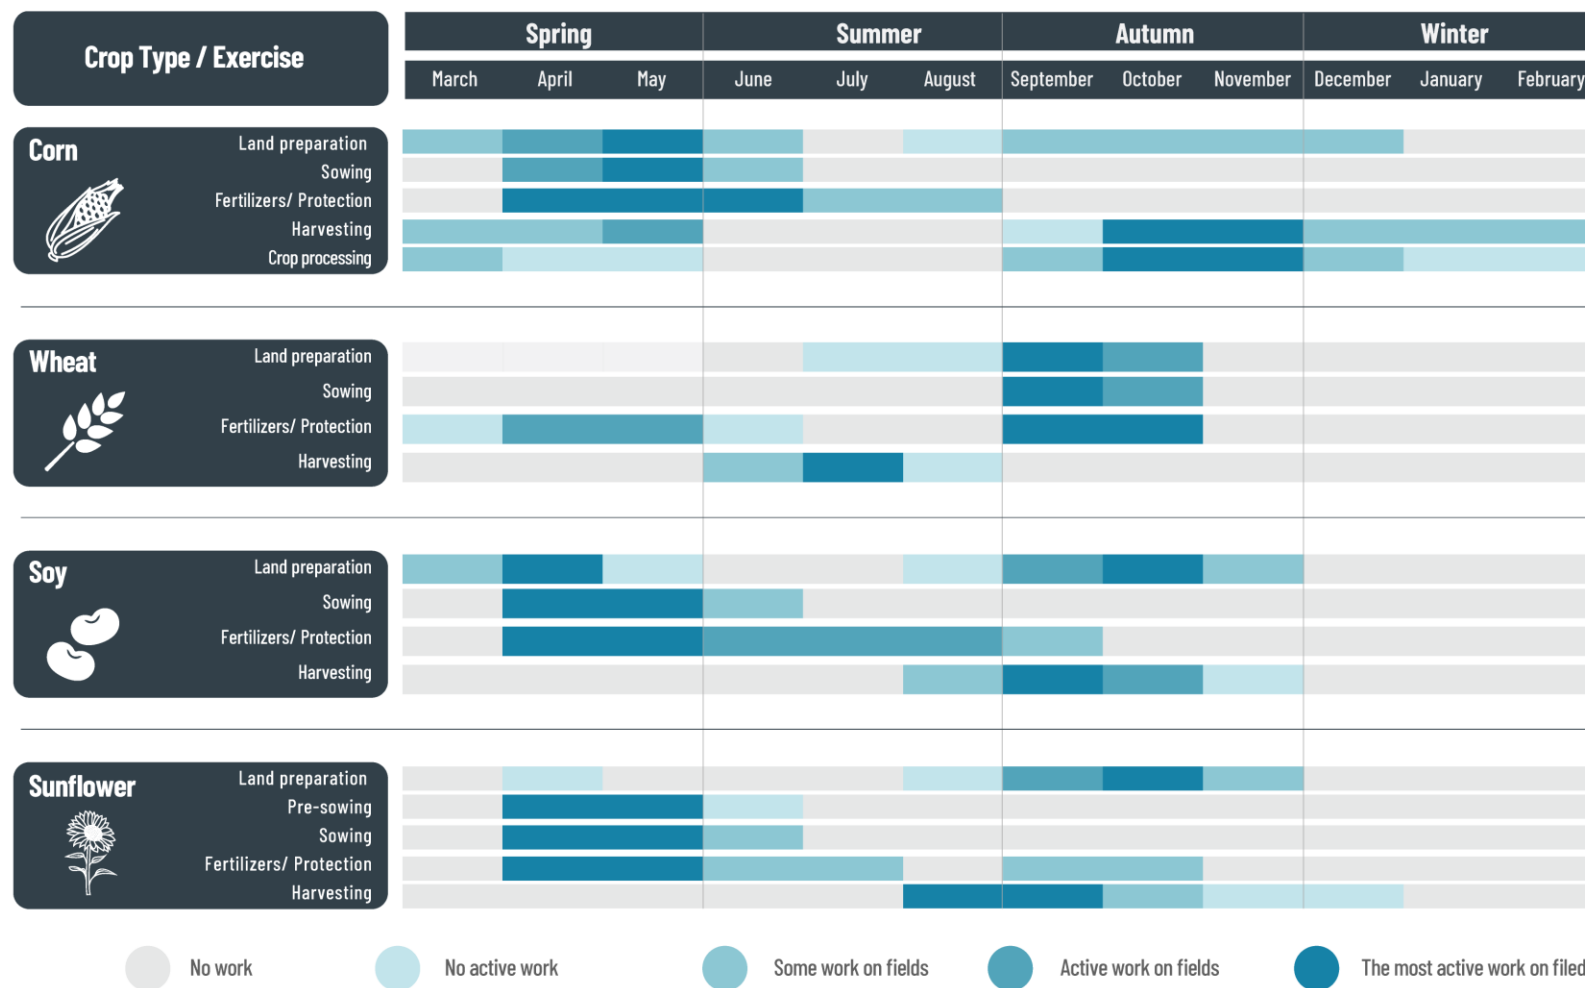 Crop Type / Exercise
Spring Summer Autumn Winter
March April May June July August September October November December January February
Corn
Land preparation
Sowing
Fertilizers/ Protection
Harvesting
Crop processing
Wheat
Land preparation
Sowing
Fertilizers/ Protection
Harvesting
Soy
Land preparation
Sowing
Fertilizers/ Protection
Harvesting
Sunflower
Land preparation
Pre-sowing
Sowing
Fertilizers/ Protection
Harvesting
No work No active work Some work on fields Active work on fields The most active work on filed